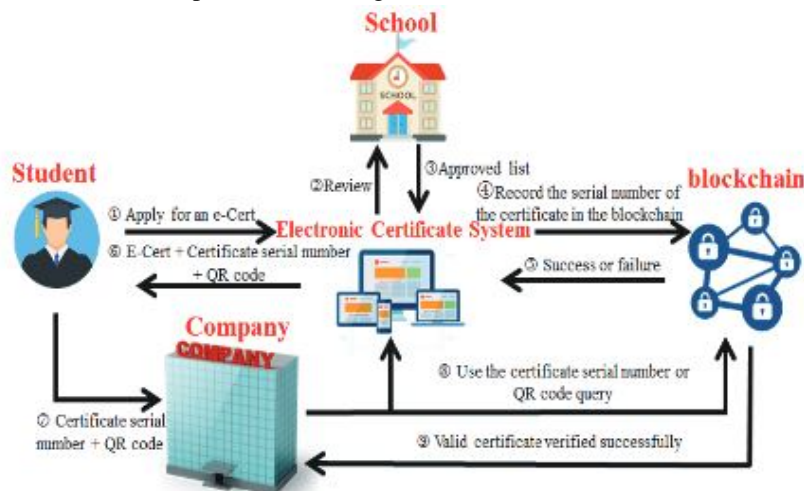 School
SCHOOL
Student
②Review
③Approved list
④Record the serial number of
the certificate in the blockchain
blockchain
① Apply for an e-Cert
Electronic Certificate System
⑥ E-Cert + Certificate serial number
+ QR code
⑤ Success or failure
Company
COMPANY
⑧ Use the certificate serial number or
QR code query
⑦ Certificate serial
number + QR code
⑨ Valid certificate verified successfully